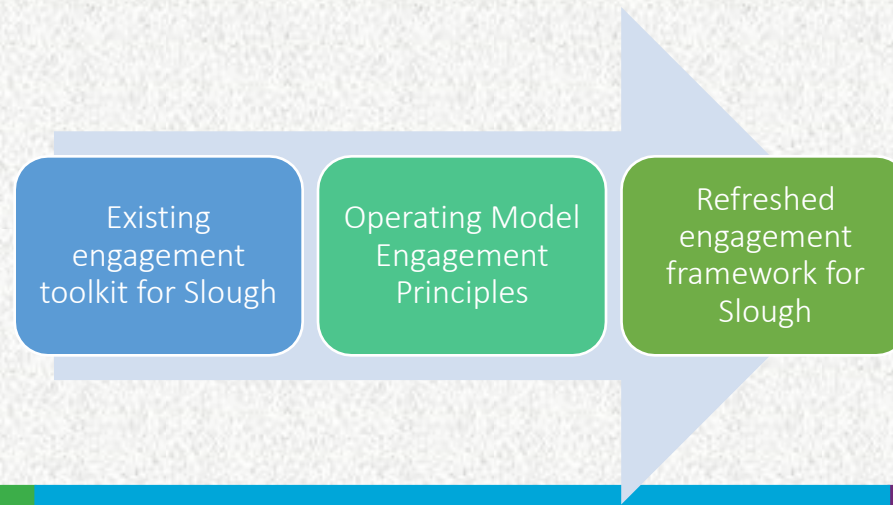 Existing
engagement
toolkit for Slough
Operating Model
Engagement
Principles
Refreshed
engagement
framework for
Slough